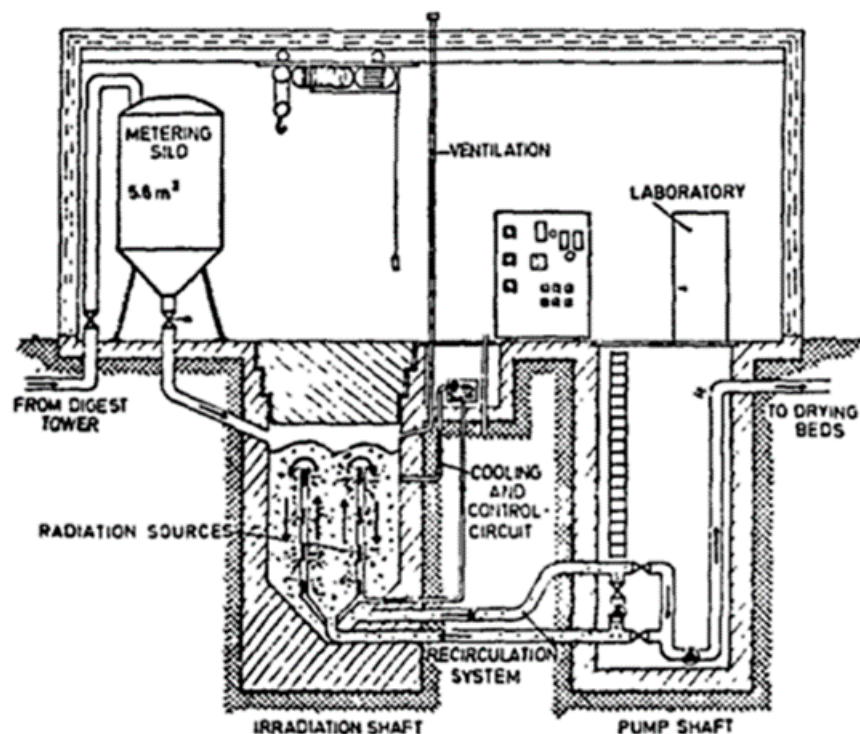 METERING
SILO
5.6 m³
VENTILATION
LABORATORY
FROM DIGEST
TOWER
TO DRYING
BEDS
COOLING
AND
CONTROL-
CIRCUIT
RADIATION SOURCES
RECIRCULATION
SYSTEM
IRRADIATION SHAFT
PUMP SHAFT